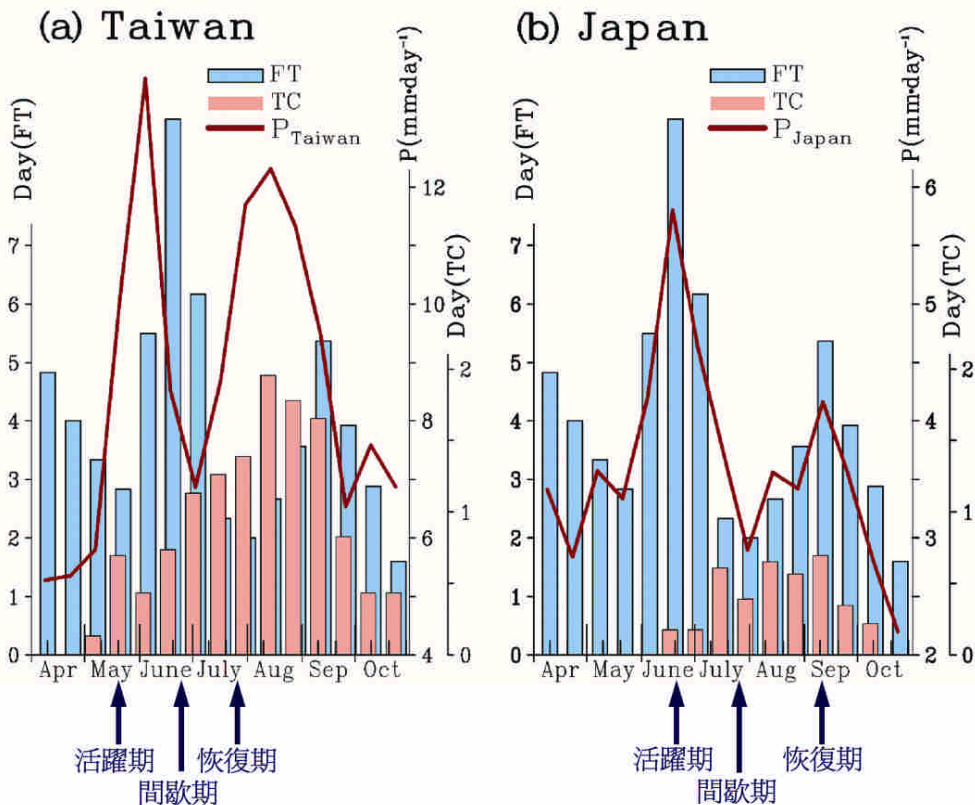 (a) Taiwan
FT
TC
P_Taiwan
Day(FT)
P(mm·day⁻¹)
Day(TC)
7
6
5
4
3
2
1
0
12
10
8
6
4
2
1
0
Apr May June July Aug Sep Oct
活躍期
間歇期
恢復期
(b) Japan
FT
TC
P_Japan
Day(FT)
P(mm·day⁻¹)
Day(TC)
7
6
5
4
3
2
1
0
6
5
4
3
2
2
1
0
Apr May June July Aug Sep Oct
活躍期
間歇期
恢復期